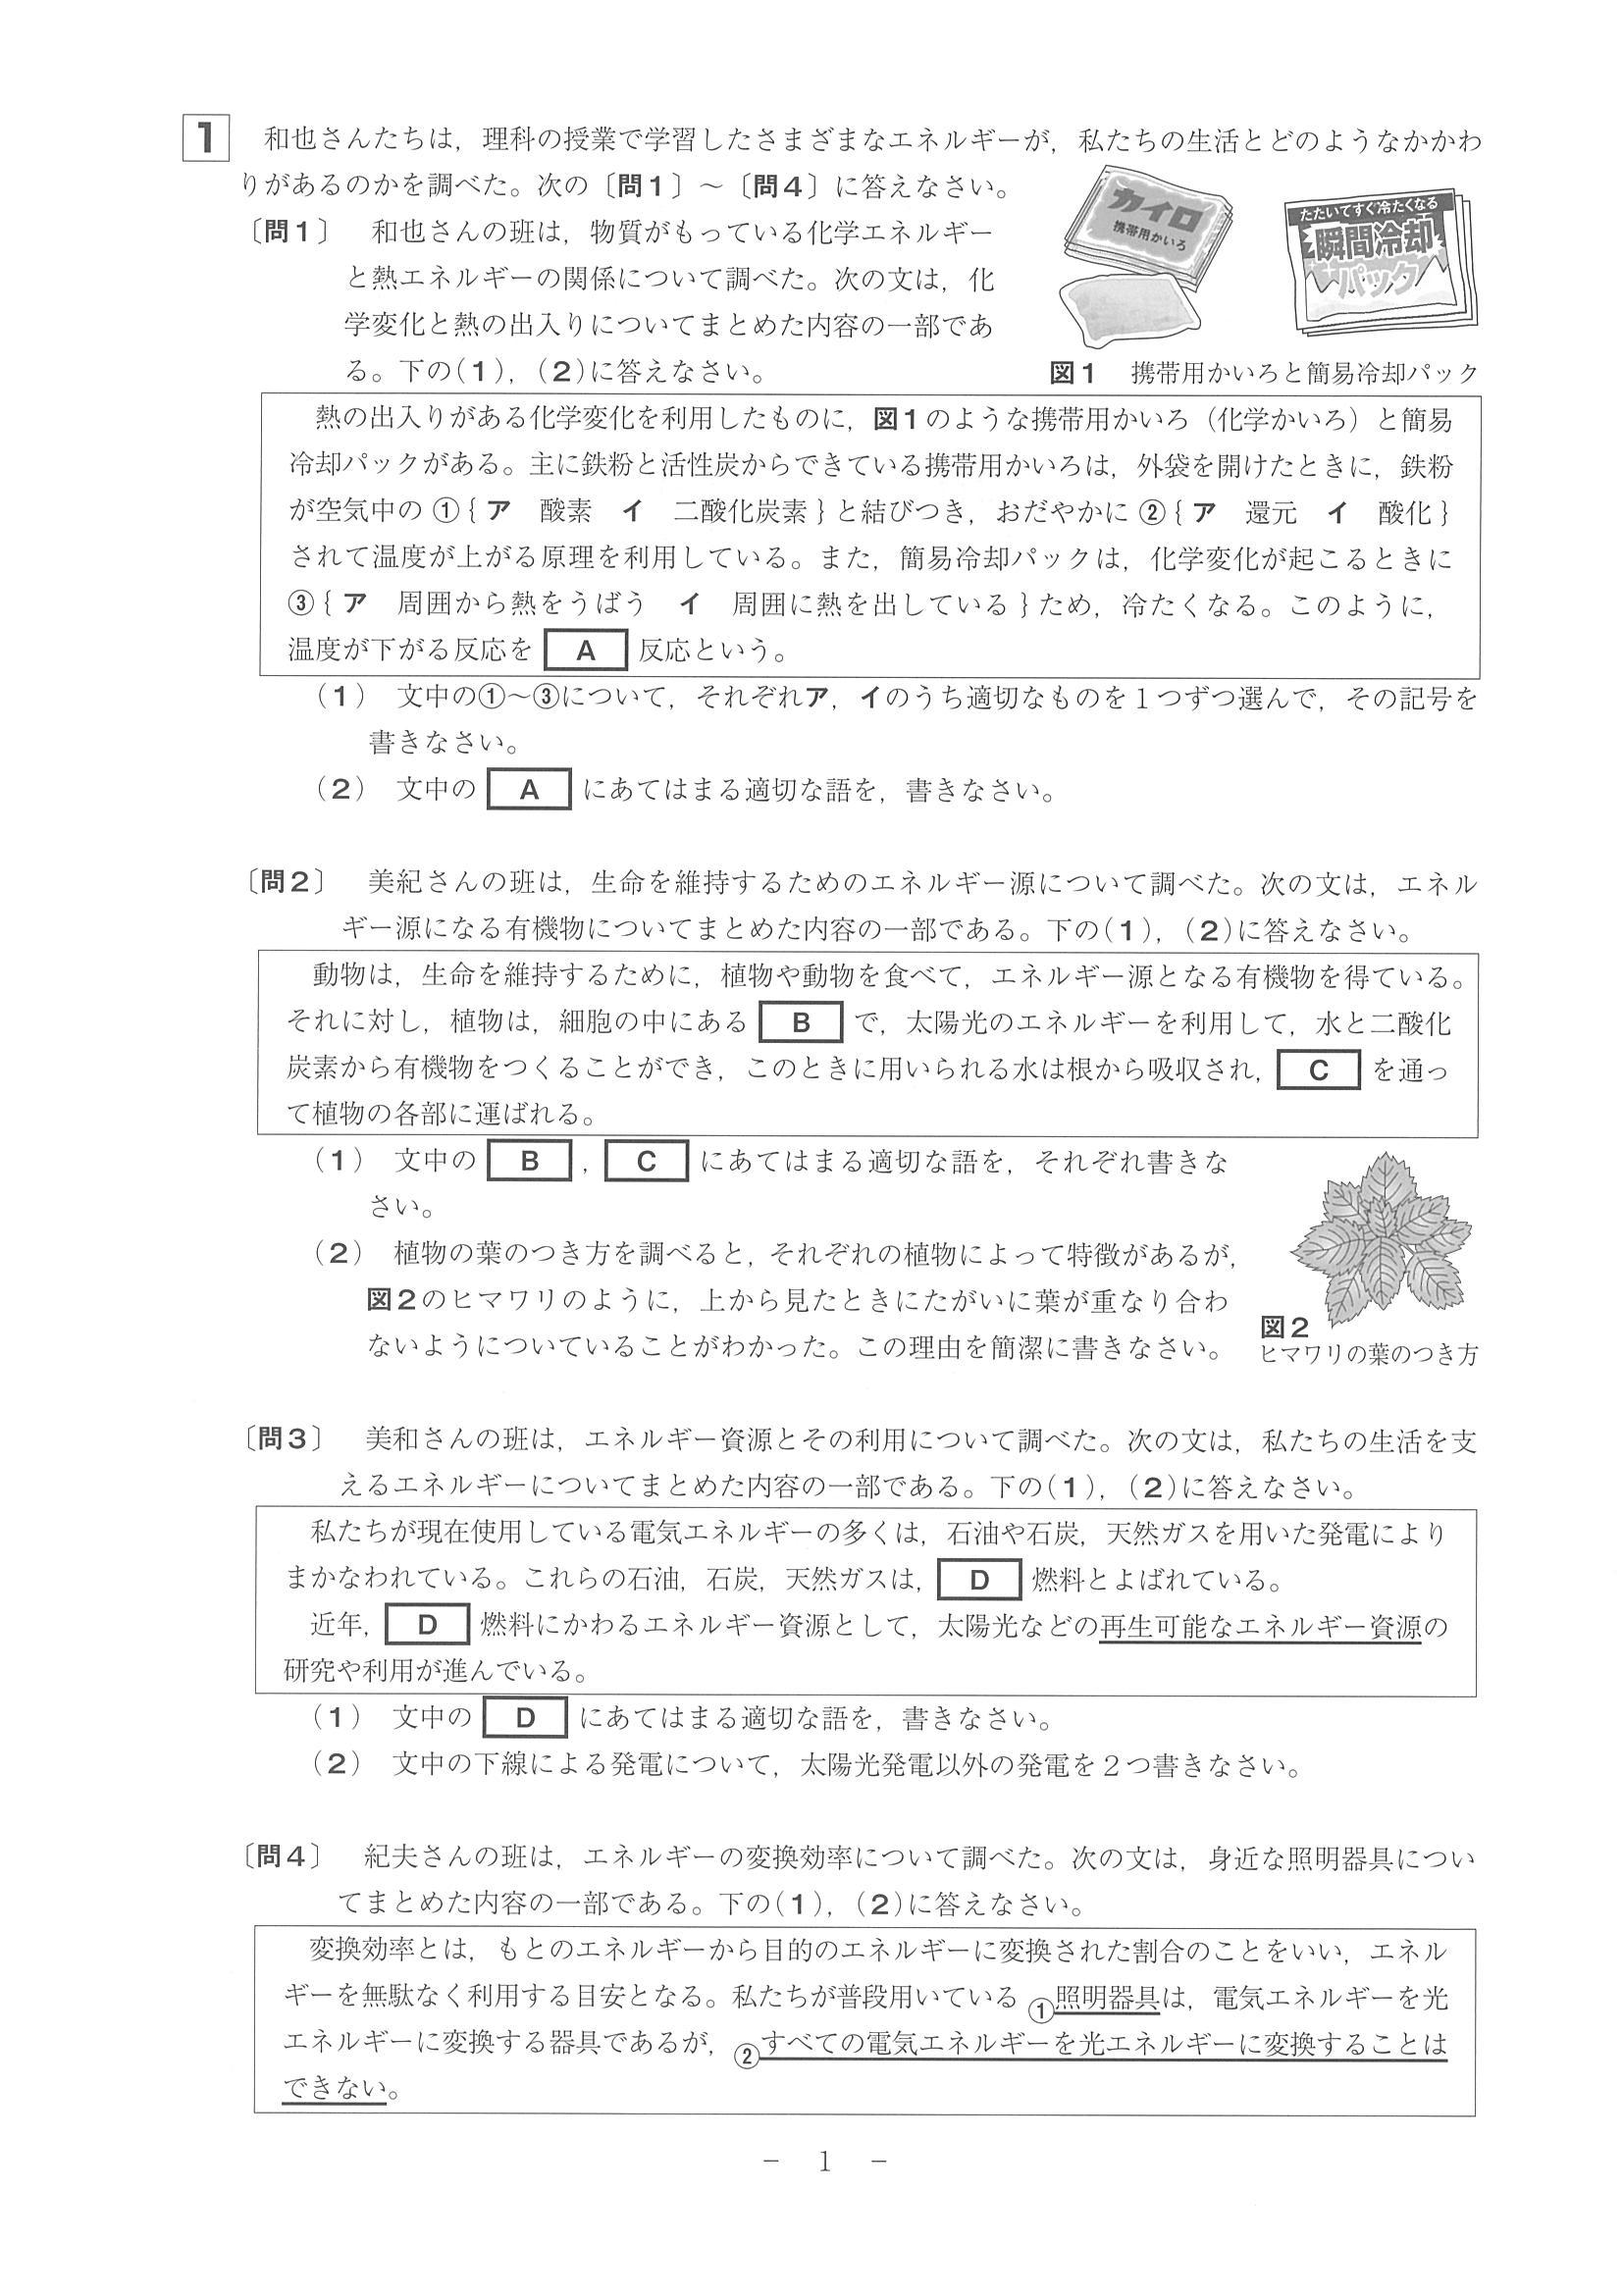 1 和也さんたちは，理科の授業で学習したさまざまなエネルギーが，私たちの生活とどのようなかかわ
りがあるのかを調べた。次の〔問１〕～〔問４〕に答えなさい。
〔問１〕 和也さんの班は，物質がもっている化学エネルギー
と熱エネルギーの関係について調べた。次の文は，化
学変化と熱の出入りについてまとめた内容の一部であ
る。下の(1)，(2)に答えなさい。
カイロ
携帯用かいろ
たたいてすぐ冷たくなる
瞬間冷却
パック
図１ 携帯用かいろと簡易冷却パック
熱の出入りがある化学変化を利用したものに，図１のような携帯用かいろ（化学かいろ）と簡易
冷却パックがある。主に鉄粉と活性炭からできている携帯用かいろは，外袋を開けたときに，鉄粉
が空気中の ①｛ ア 酸素 イ 二酸化炭素 ｝と結びつき，おだやかに ②｛ ア 還元 イ 酸化 ｝
されて温度が上がる原理を利用している。また，簡易冷却パックは，化学変化が起こるときに
③｛ ア 周囲から熱をうばう イ 周囲に熱を出している ｝ため，冷たくなる。このように，
温度が下がる反応を A 反応という。
（1） 文中の①～③について，それぞれア，イのうち適切なものを１つずつ選んで，その記号を
書きなさい。
（2） 文中の A にあてはまる適切な語を，書きなさい。
〔問２〕 美紀さんの班は，生命を維持するためのエネルギー源について調べた。次の文は，エネル
ギー源になる有機物についてまとめた内容の一部である。下の(1)，(2)に答えなさい。
動物は，生命を維持するために，植物や動物を食べて，エネルギー源となる有機物を得ている。
それに対し，植物は，細胞の中にある B で，太陽光のエネルギーを利用して，水と二酸化
炭素から有機物をつくることができ，このときに用いられる水は根から吸収され， C を通っ
て植物の各部に運ばれる。
（1） 文中の B ， C にあてはまる適切な語を，それぞれ書きな
さい。
（2） 植物の葉のつき方を調べると，それぞれの植物によって特徴があるが，
図２のヒマワリのように，上から見たときにたがいに葉が重なり合わ
ないようについていることがわかった。この理由を簡潔に書きなさい。
図２
ヒマワリの葉のつき方
〔問３〕 美和さんの班は，エネルギー資源とその利用について調べた。次の文は，私たちの生活を支
えるエネルギーについてまとめた内容の一部である。下の(1)，(2)に答えなさい。
私たちが現在使用している電気エネルギーの多くは，石油や石炭，天然ガスを用いた発電により
まかなわれている。これらの石油，石炭，天然ガスは， D 燃料とよばれている。
近年， D 燃料にかわるエネルギー資源として，太陽光などの再生可能なエネルギー資源の
研究や利用が進んでいる。
（1） 文中の D にあてはまる適切な語を，書きなさい。
（2） 文中の下線による発電について，太陽光発電以外の発電を２つ書きなさい。
〔問４〕 紀夫さんの班は，エネルギーの変換効率について調べた。次の文は，身近な照明器具につい
てまとめた内容の一部である。下の(1)，(2)に答えなさい。
変換効率とは，もとのエネルギーから目的のエネルギーに変換された割合のことをいい，エネル
ギーを無駄なく利用する目安となる。私たちが普段用いている ①照明器具は，電気エネルギーを光
エネルギーに変換する器具であるが，②すべての電気エネルギーを光エネルギーに変換することは
できない。
－ 1 －